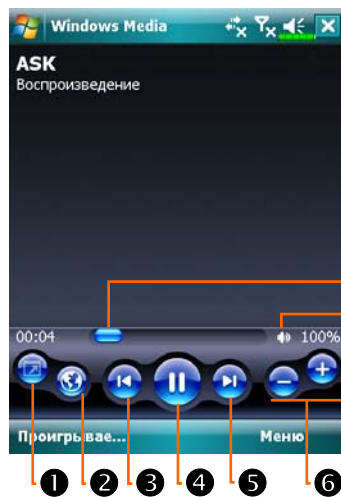 Windows Media
ASK
Воспроизведение
00:04 100%
Проигрывае... Меню
1 2 3 4 5 6